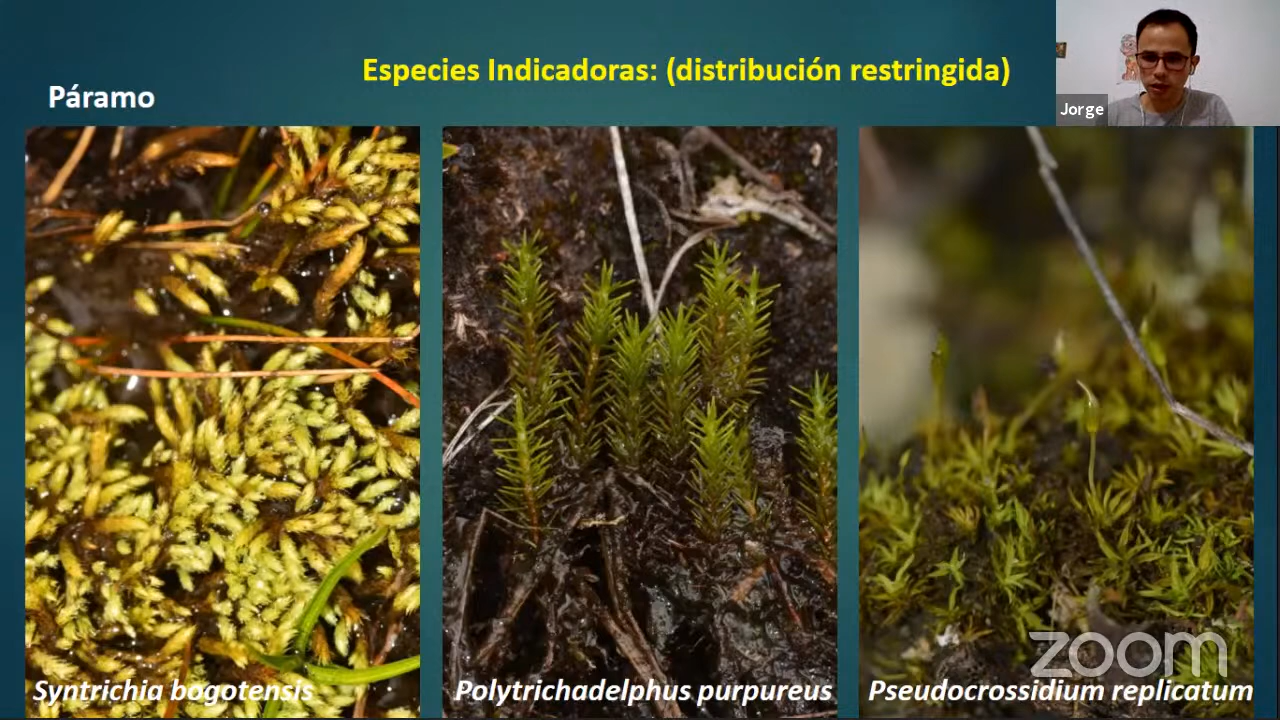 Especies Indicadoras: (distribución restringida)
Páramo
Jorge
Syntrichia bogotensis
Polytrichadelphus purpureus
Pseudocrossidium replicatum
zoom